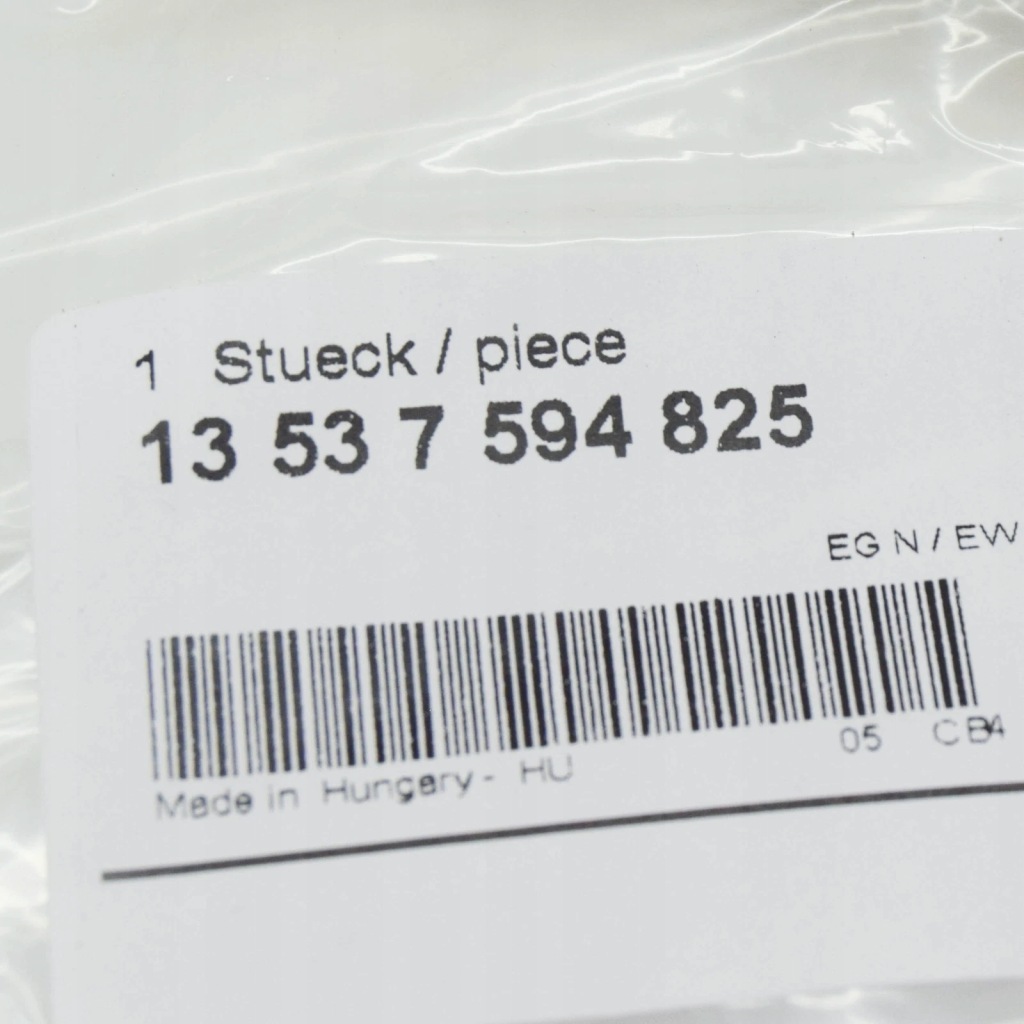 1 Stueck / piece
13 53 7 594 825
EG N / EW
05 CB4
Made in Hungary - HU